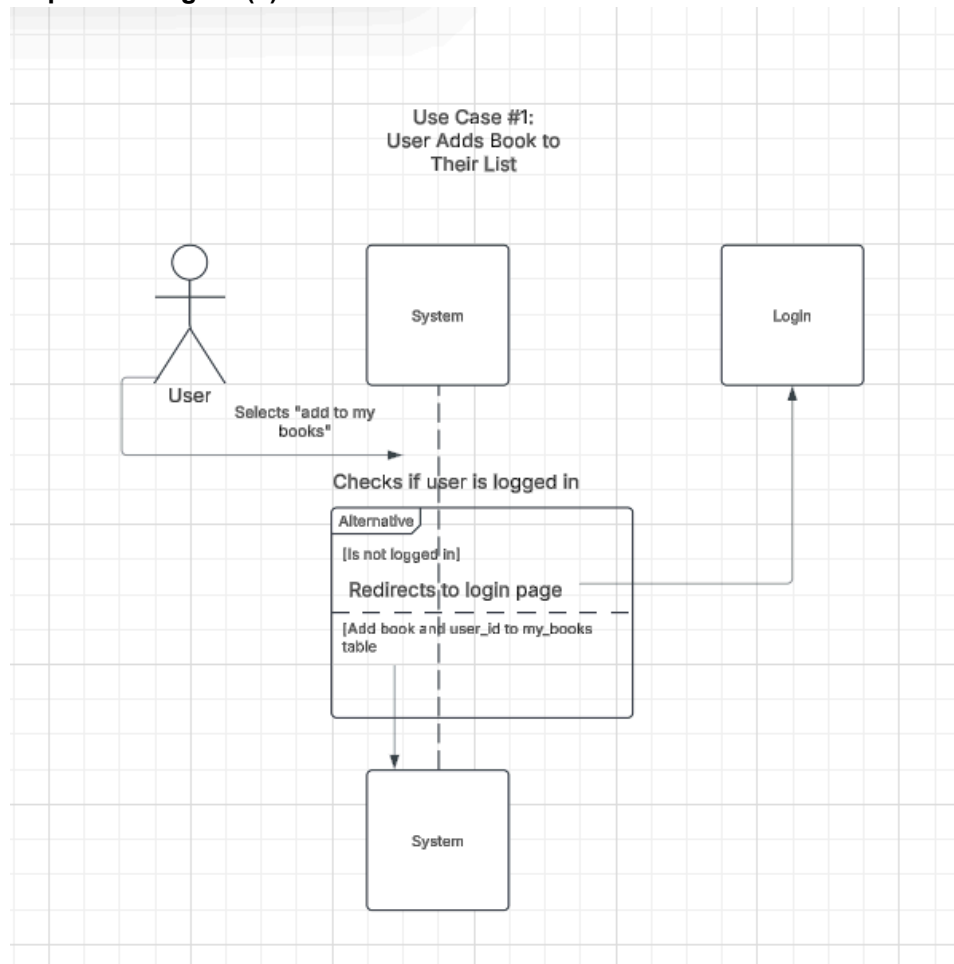 Use Case #1:
User Adds Book to
Their List
System
Login
User
Selects "add to my
books"
Checks if user is logged in
Alternative
[Is not logged in]
Redirects to login page
[Add book and user_id to my_books
table
System